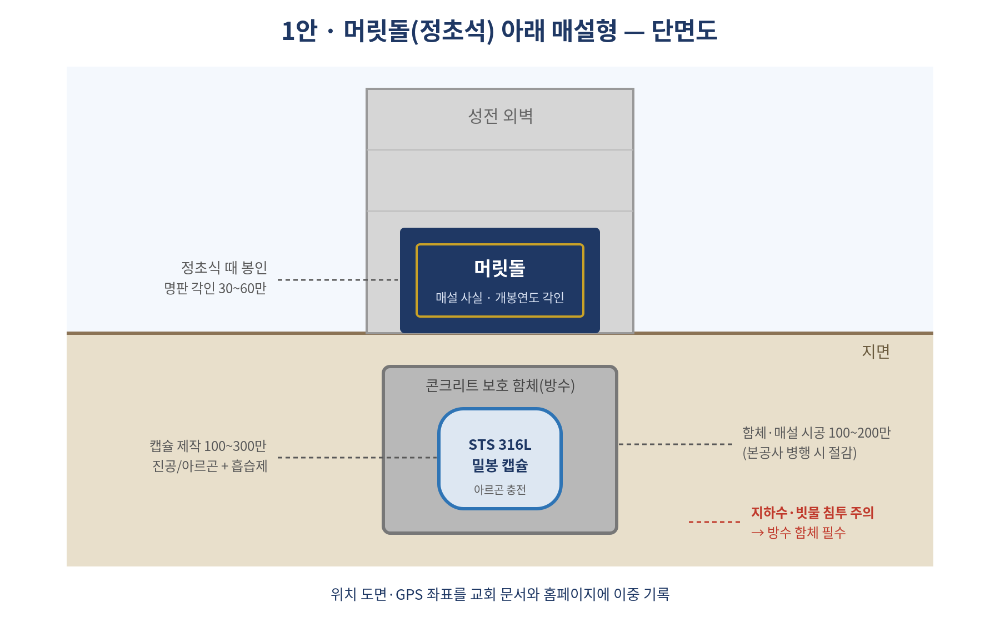 1안 · 머릿돌(정초석) 아래 매설형 — 단면도
성전 외벽
정초식 때 봉인
명판 각인 30~60만
머릿돌
매설 사실 · 개봉연도 각인
지면
콘크리트 보호 함체(방수)
캡슐 제작 100~300만
진공/아르곤 + 흡습제
STS 316L
밀봉 캡슐
아르곤 충전
함체·매설 시공 100~200만
(본공사 병행 시 절감)
지하수·빗물 침투 주의
→ 방수 함체 필수
위치 도면·GPS 좌표를 교회 문서와 홈페이지에 이중 기록